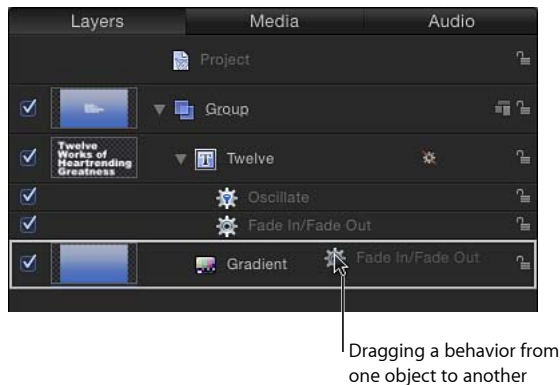 Layers Media Audio
Project
Group
Twelve
Works of
Heartrending
Greatness
Twelve
Oscillate
Fade In/Fade Out
Gradient Fade In/Fade Out
Dragging a behavior from
one object to another